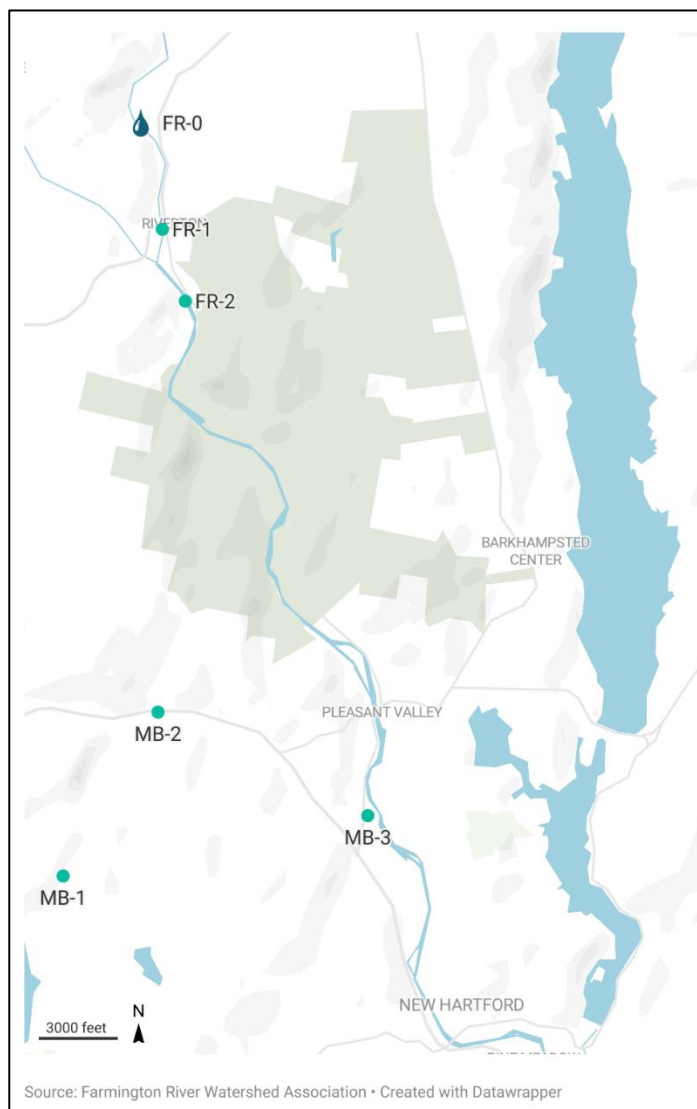 FR-0
RIVERTON
FR-1
FR-2
BARKHAMPSTED
CENTER
PLEASANT VALLEY
MB-2
MB-3
MB-1
NEW HARTFORD
N
3000 feet
Source: Farmington River Watershed Association • Created with Datawrapper